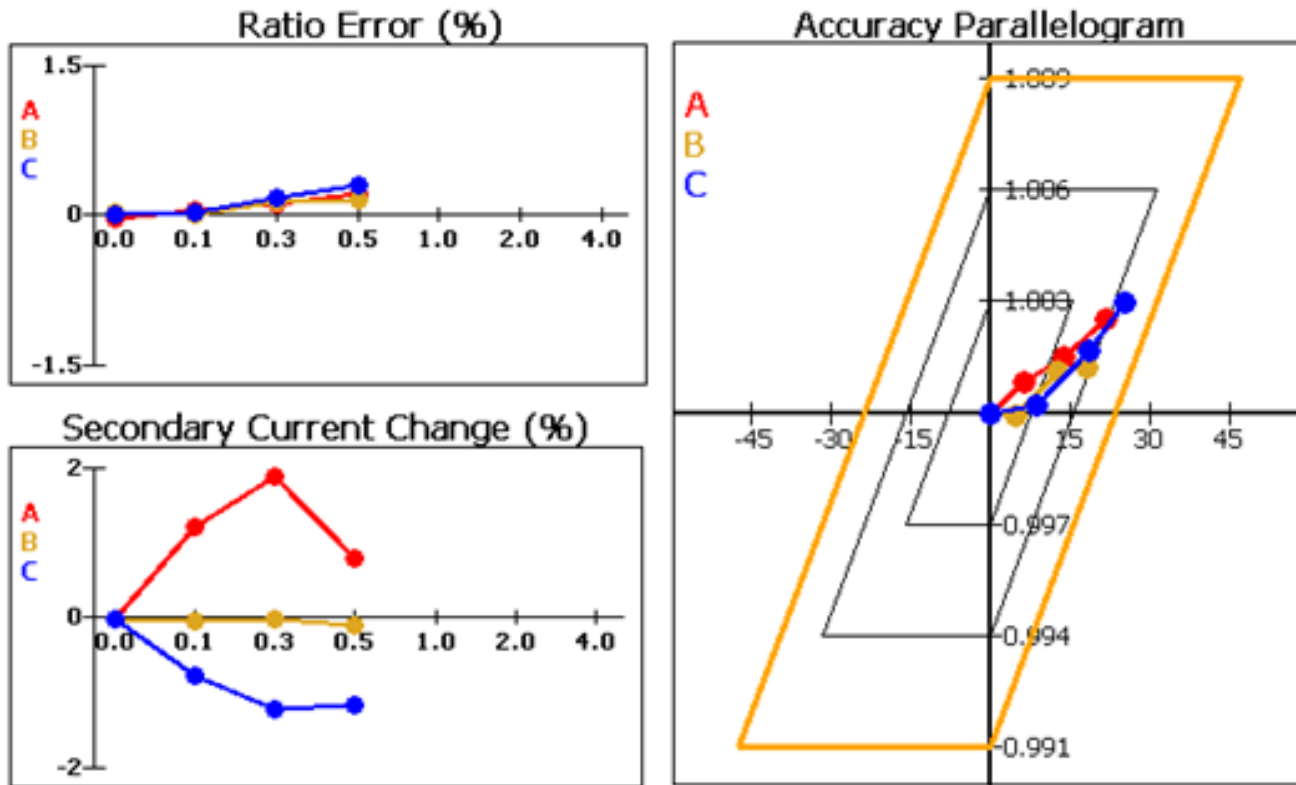 Ratio Error (%)
1.5
A
B
C
0
0.0 0.1 0.3 0.5 1.0 2.0 4.0
-1.5
Secondary Current Change (%)
2
A
B
C
0
0.0 0.1 0.3 0.5 1.0 2.0 4.0
-2
Accuracy Parallelogram
1.009
A
B
C
1.006
1.003
-45 -30 -15 15 30 45
0.997
0.994
0.991